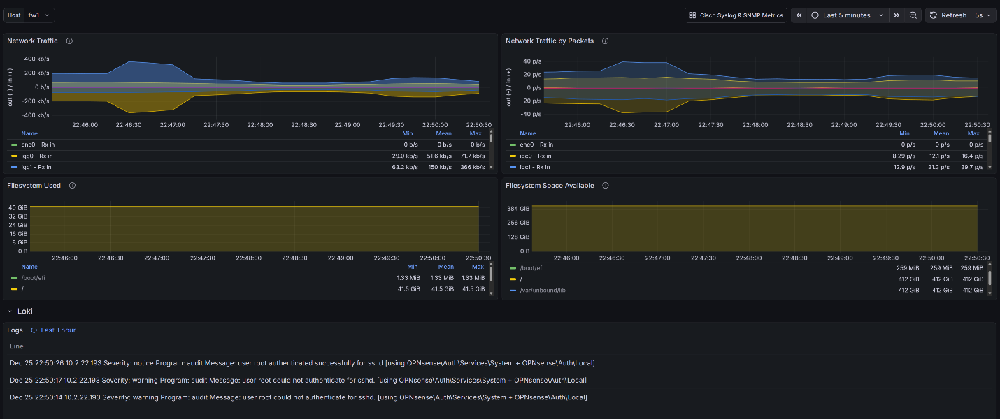 Host fw1 Cisco Syslog & SNMP Metrics Last 5 minutes Refresh 5s
Network Traffic
400 kb/s
200 kb/s
0 b/s
-200 kb/s
-400 kb/s
out (-) / in (+)
22:46:00 22:46:30 22:47:00 22:47:30 22:48:00 22:48:30 22:49:00 22:49:30 22:50:00 22:50:30
Name Min Mean Max
enc0 - Rx in 0 b/s 0 b/s 0 b/s
igc0 - Rx in 29.0 kb/s 51.6 kb/s 71.7 kb/s
igc1 - Rx in 63.2 kb/s 150 kb/s 366 kb/s
Network Traffic by Packets
40 p/s
20 p/s
0 p/s
-20 p/s
-40 p/s
out (-) / in (+)
22:46:00 22:46:30 22:47:00 22:47:30 22:48:00 22:48:30 22:49:00 22:49:30 22:50:00 22:50:30
Name Min Mean Max
enc0 - Rx in 0 p/s 0 p/s 0 p/s
igc0 - Rx in 8.29 p/s 12.1 p/s 16.4 p/s
igc1 - Rx in 12.9 p/s 21.3 p/s 39.7 p/s
Filesystem Used
40 GiB
32 GiB
24 GiB
16 GiB
8 GiB
0 B
22:46:00 22:46:30 22:47:00 22:47:30 22:48:00 22:48:30 22:49:00 22:49:30 22:50:00 22:50:30
Name Min Mean Max
/boot/efi 1.33 MiB 1.33 MiB 1.33 MiB
/ 41.5 GiB 41.5 GiB 41.5 GiB
Filesystem Space Available
384 GiB
256 GiB
128 GiB
0 B
22:46:00 22:46:30 22:47:00 22:47:30 22:48:00 22:48:30 22:49:00 22:49:30 22:50:00 22:50:30
/boot/efi 259 MiB 259 MiB 259 MiB
/ 412 GiB 412 GiB 412 GiB
/var/unbound/lib 412 GiB 412 GiB 412 GiB
Loki
Logs Last 1 hour
Line
Dec 25 22:50:26 10.2.22.193 Severity: notice Program: audit Message: user root authenticated successfully for sshd [using OPNsense\Auth\Services\System + OPNsense\Auth\Local]
Dec 25 22:50:17 10.2.22.193 Severity: warning Program: audit Message: user root could not authenticate for sshd. [using OPNsense\Auth\Services\System + OPNsense\Auth\Local]
Dec 25 22:50:14 10.2.22.193 Severity: warning Program: audit Message: user root could not authenticate for sshd. [using OPNsense\Auth\Services\System + OPNsense\Auth\Local]